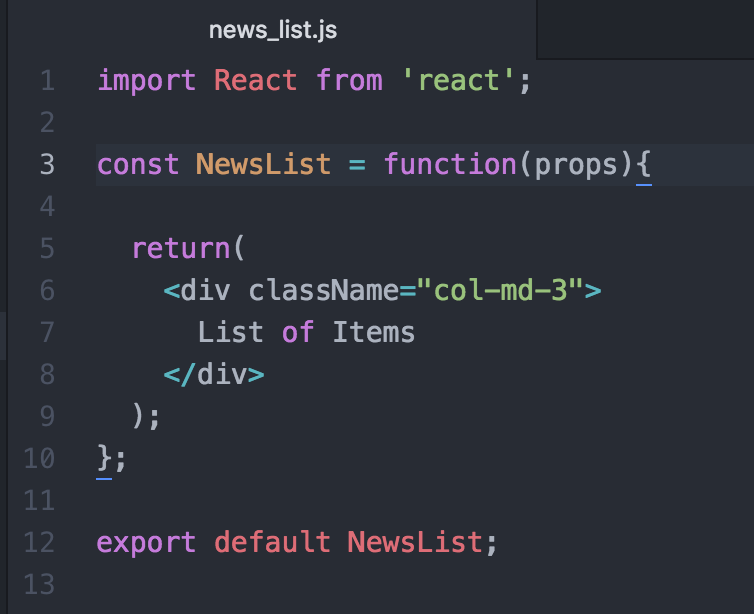 news_list.js
1 import React from 'react';
2
3 const NewsList = function(props){
4
5   return(
6     <div className="col-md-3">
7       List of Items
8     </div>
9   );
10 };
11
12 export default NewsList;
13